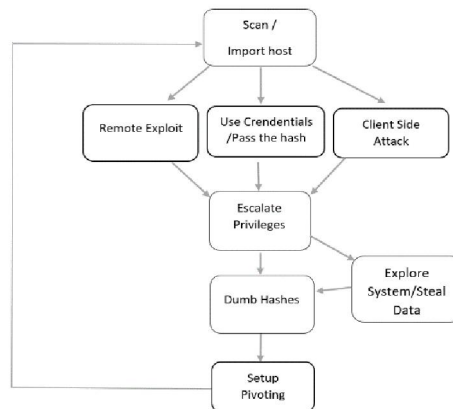 Scan /
Import host
Remote Exploit
Use Crendentials
/Pass the hash
Client Side
Attack
Escalate
Privileges
Explore
System/Steal
Data
Dumb Hashes
Setup
Pivoting